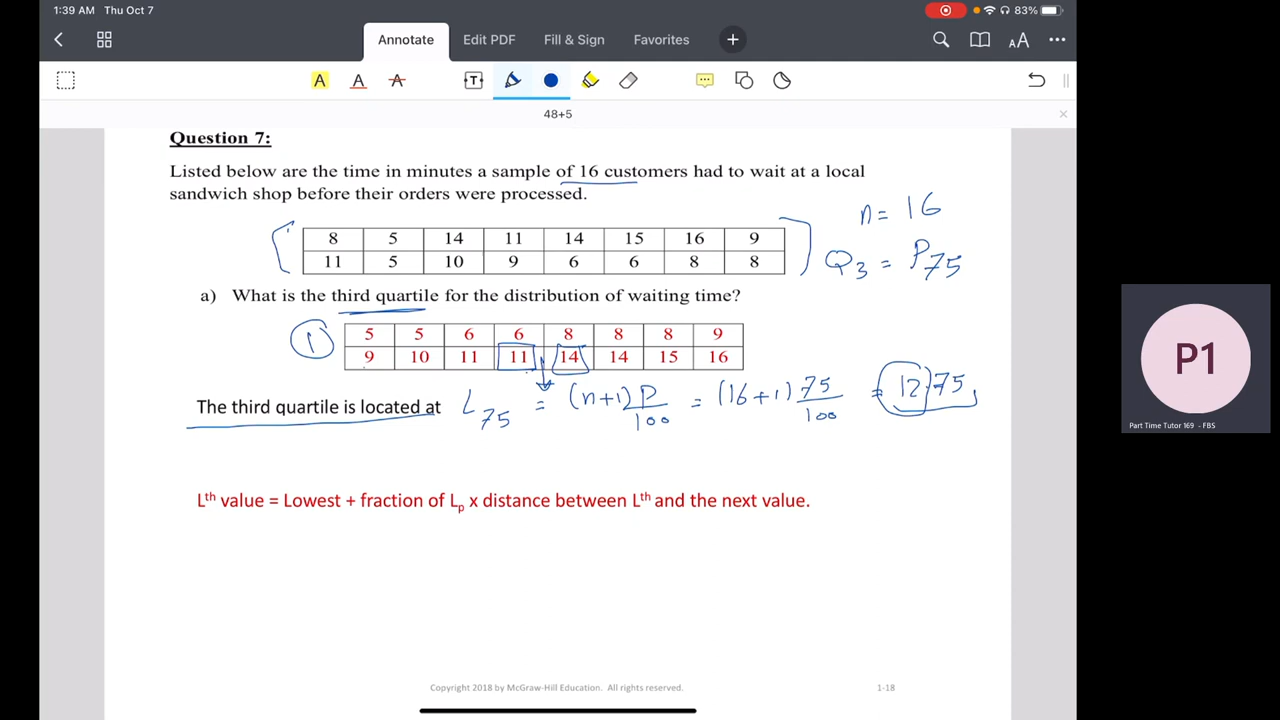 1:39 AM Thu Oct 7
83%
Annotate Edit PDF Fill & Sign Favorites
AA
A A A T
48+5
Question 7:
Listed below are the time in minutes a sample of 16 customers had to wait at a local
sandwich shop before their orders were processed.
n = 16
8 5 14 11 14 15 16 9
11 5 10 9 6 6 8 8
Q3 = P75
a) What is the third quartile for the distribution of waiting time?
1
5 5 6 6 8 8 8 9
9 10 11 11 14 14 15 16
The third quartile is located at L75 = (n+1) P/100 = (16+1) 75/100 = 12.75
Lth value = Lowest + fraction of Lp x distance between Lth and the next value.
Copyright 2018 by McGraw-Hill Education. All rights reserved. 1-18
P1
Part Time Tutor 169 - FBS